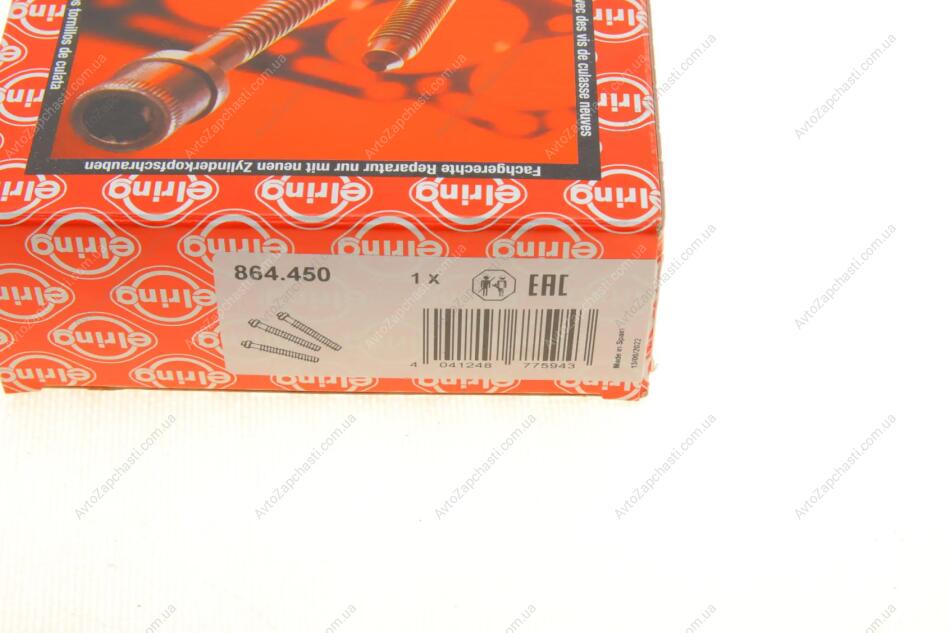 s tornillos de culata
vec des vis de culasse neuves
Fachgerechte Reparatur nur mit neuen Zylinderkopfschrauben
elring
864.450
1 X
EAC
4 041248 775943
Made in Spain
13/06/2022
AvtoZapchasti.com.ua